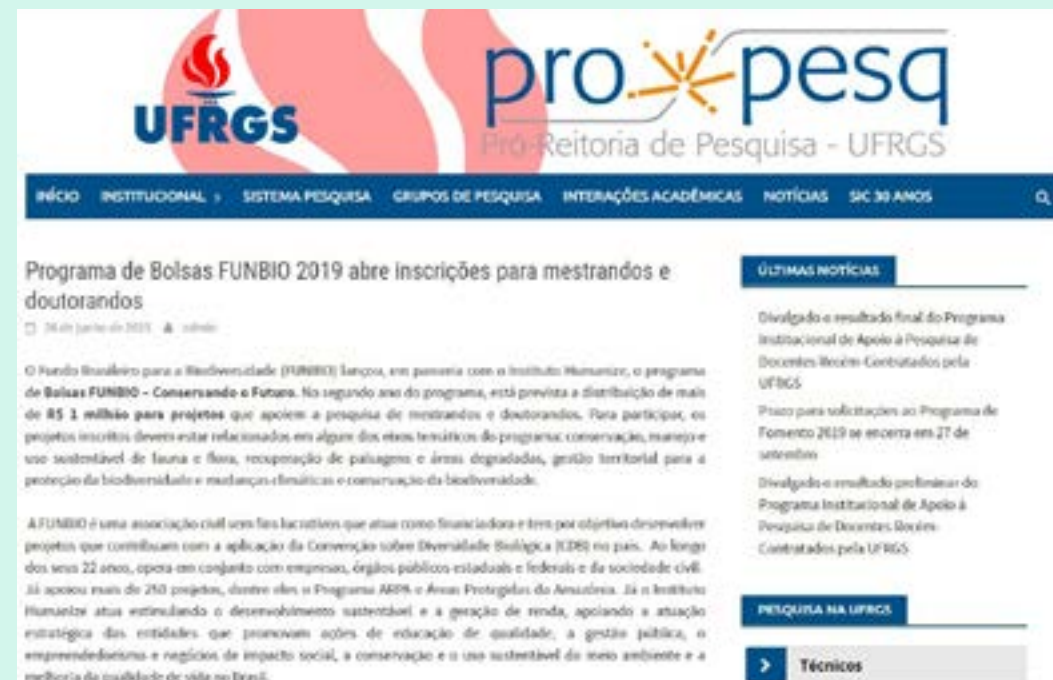 UFRGS
pro pesq
Pró-Reitoria de Pesquisa - UFRGS
INÍCIO INSTITUCIONAL SISTEMA PESQUISA GRUPOS DE PESQUISA INTERAÇÕES ACADÊMICAS NOTÍCIAS SIC 30 ANOS
Programa de Bolsas FUNBIO 2019 abre inscrições para mestrandos e
doutorandos
de junho de admin
O Fundo Brasileiro para a Biodiversidade (FUNBIO) lançou, em parceria com o Instituto Humanize, o programa
de Bolsas FUNBIO – Conservando o Futuro. No segundo ano do programa, está prevista a distribuição de mais
de R$ 1 milhão para projetos que apoiem a pesquisa de mestrandos e doutorandos. Para participar, os
projetos inscritos devem estar relacionados em algum dos eixos temáticos do programa: conservação, manejo e
uso sustentável de fauna e flora, recuperação de paisagens e áreas degradadas, gestão territorial para a
proteção da biodiversidade e mudanças climáticas e conservação da biodiversidade.
A FUNBIO é uma associação civil sem fins lucrativos que atua como financiadora e tem por objetivo desenvolver
projetos que contribuam com a aplicação da Convenção sobre Diversidade Biológica (CDB) no país. Ao longo
dos seus 22 anos, opera em conjunto com empresas, órgãos públicos estaduais e federais e da sociedade civil.
Já apoiou mais de 250 projetos, dentre eles o Programa ARPA e Áreas Protegidas da Amazônia. Já o Instituto
Humanize atua estimulando o desenvolvimento sustentável e a geração de renda, apoiando a atuação
estratégica das entidades que promovam ações de educação de qualidade, a gestão pública, o
empreendedorismo e negócios de impacto social, a conservação e o uso sustentável do meio ambiente e a
melhoria da qualidade de vida no Brasil.
ÚLTIMAS NOTÍCIAS
Divulgado o resultado final do Programa
Institucional de Apoio à Pesquisa de
Docentes Recém-Contratados pela
UFRGS
Prazo para solicitações ao Programa de
Fomento 2019 se encerra em 27 de
setembro
Divulgado o resultado preliminar do
Programa Institucional de Apoio à
Pesquisa de Docentes Recém-
Contratados pela UFRGS
PESQUISA NA UFRGS
Técnicos